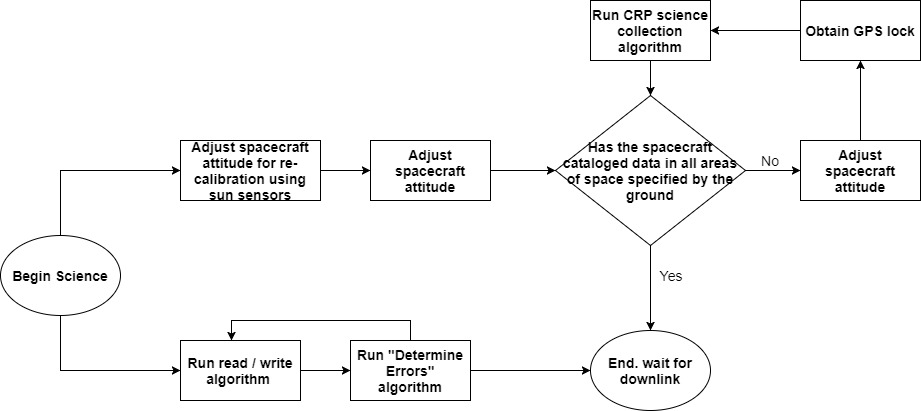 Run CRP science
collection
algorithm
Obtain GPS lock
Adjust spacecraft
attitude for re-
calibration using
sun sensors
Adjust
spacecraft
attitude
Has the spacecraft
cataloged data in all areas
of space specified by the
ground
No
Adjust
spacecraft
attitude
Begin Science
Yes
Run read / write
algorithm
Run "Determine
Errors"
algorithm
End. wait for
downlink